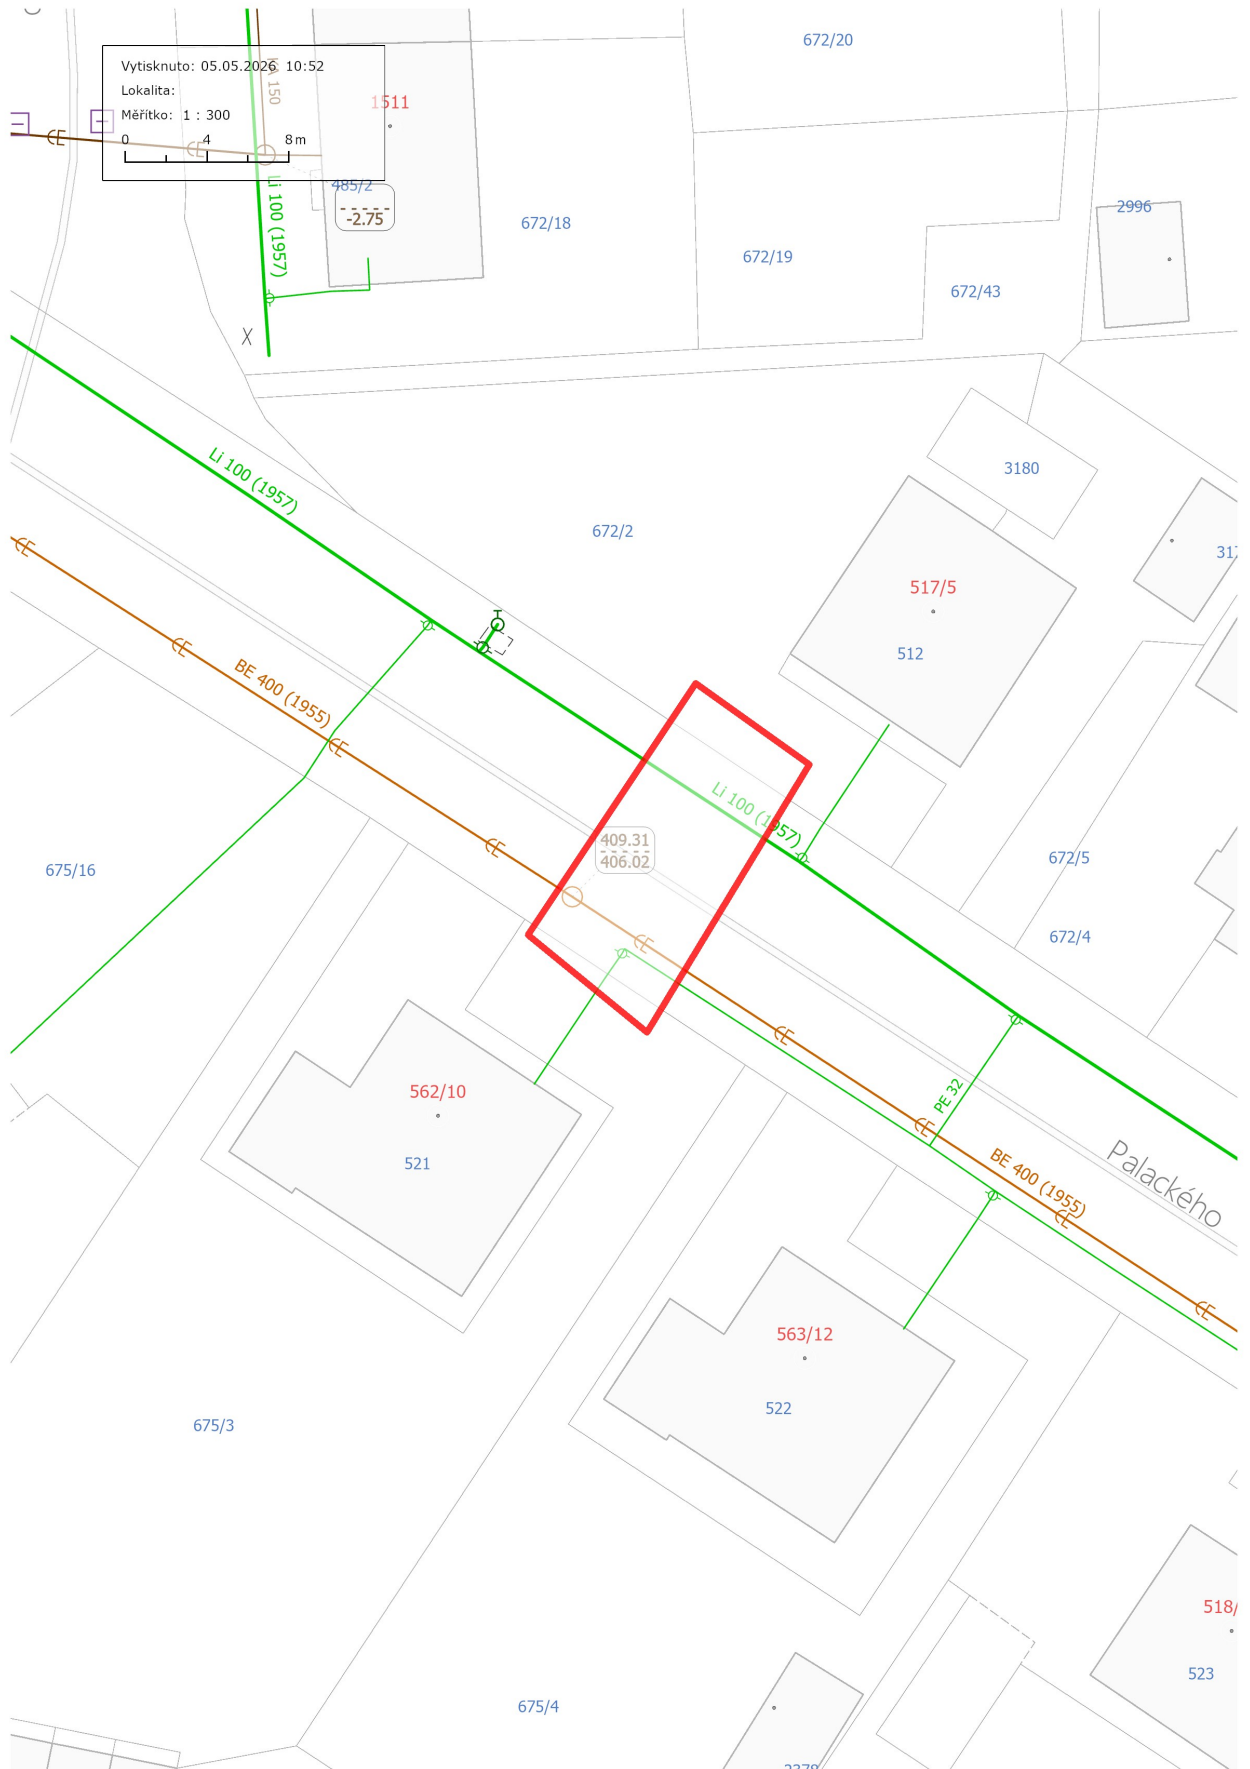 672/20
Vytisknuto: 05.05.2026 10:52
Lokalita:
Měřítko: 1 : 300
0 4 8 m
KA 150
1511
485/2
-2.75
Li 100 (1957)
672/18
672/19
672/43
2996
X
Li 100 (1957)
672/2
3180
517/5
512
BE 400 (1955)
Li 100 (1957)
409.31
406.02
675/16
672/5
672/4
562/10
521
PE 32
BE 400 (1955)
Palackého
563/12
522
675/3
518/
523
675/4